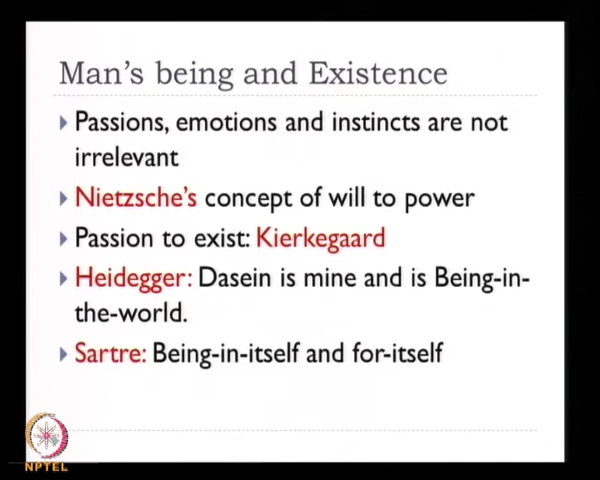 Man's being and Existence
Passions, emotions and instincts are not
irrelevant
Nietzsche's concept of will to power
Passion to exist: Kierkegaard
Heidegger: Dasein is mine and is Being-in-
the-world.
Sartre: Being-in-itself and for-itself
NPTEL